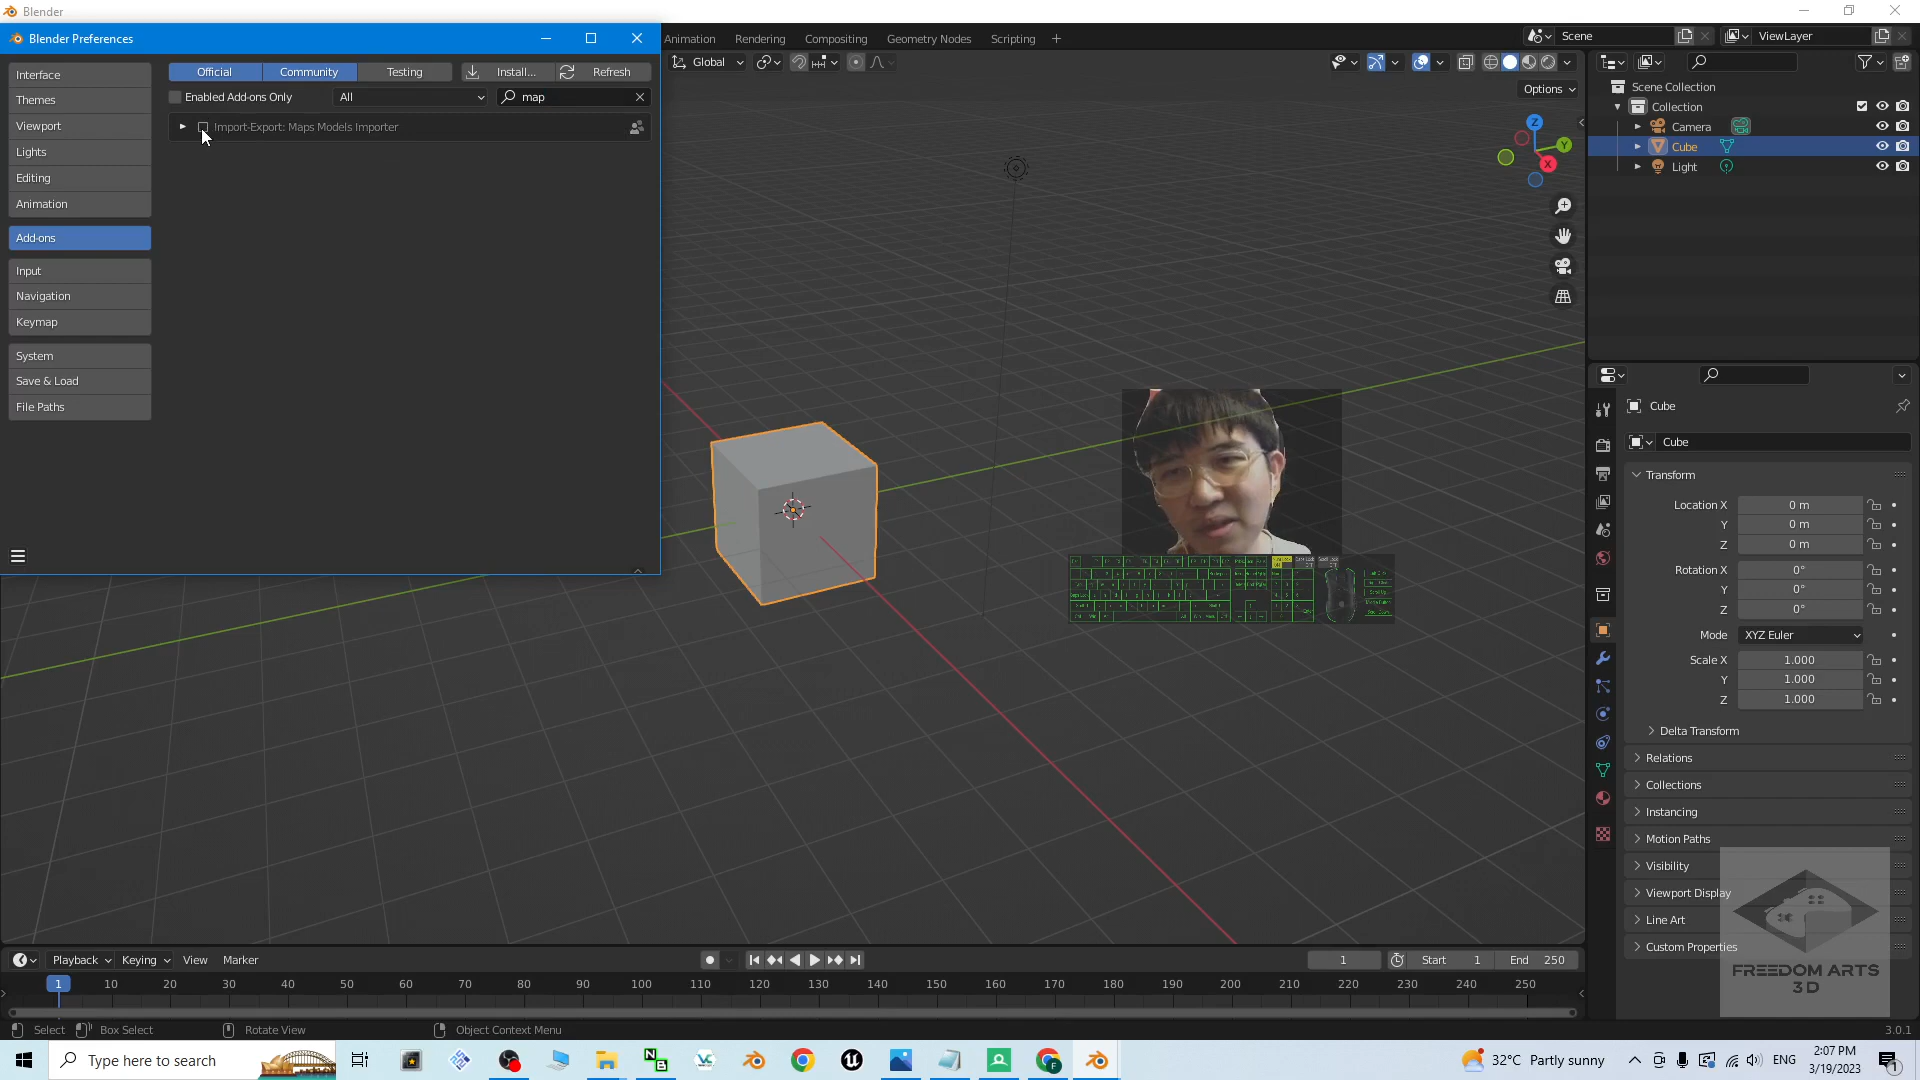 Blender
Blender Preferences
Animation Rendering Compositing Geometry Nodes Scripting
Scene
ViewLayer
Interface
Themes
Viewport
Lights
Editing
Animation
Add-ons
Input
Navigation
Keymap
System
Save & Load
File Paths
Official Community Testing Install... Refresh
Enabled Add-ons Only All map
Import-Export: Maps Models Importer
Global
Options
Z
Y
X
Scene Collection
Collection
Camera
Cube
Light
Cube
Cube
Transform
Location X 0 m
Y 0 m
Z 0 m
Rotation X 0°
Y 0°
Z 0°
Mode XYZ Euler
Scale X 1.000
Y 1.000
Z 1.000
Delta Transform
Relations
Collections
Instancing
Motion Paths
Visibility
Viewport Display
Line Art
Custom Properties
FREEDOM ARTS
3D
Playback Keying View Marker
1 Start 1 End 250
1 10 20 30 40 50 60 70 80 90 100 110 120 130 140 150 160 170 180 190 200 210 220 230 240 250
Select Box Select Rotate View Object Context Menu
3.0.1
Type here to search
32°C Partly sunny
ENG
2:07 PM
3/19/2023